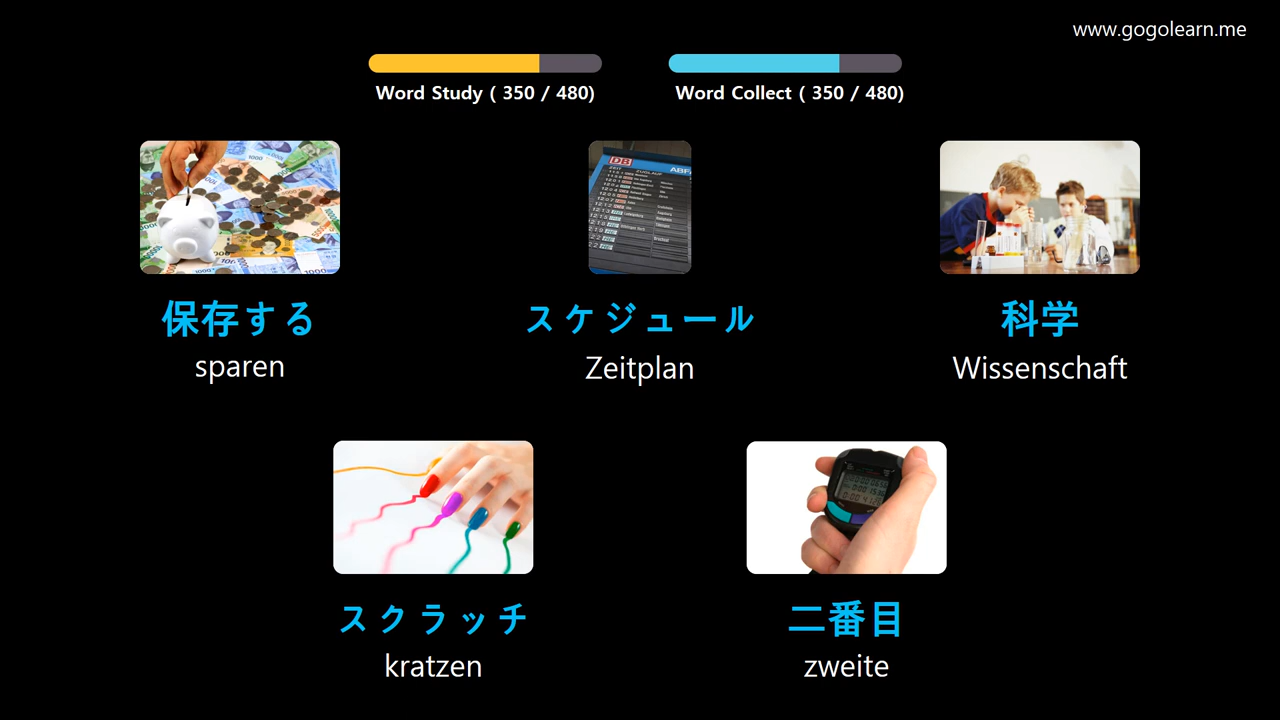 www.gogolearn.me
Word Study ( 350 / 480)
Word Collect ( 350 / 480)
DB
保存する
スケジュール
科学
sparen
Zeitplan
Wissenschaft
スクラッチ
二番目
kratzen
zweite